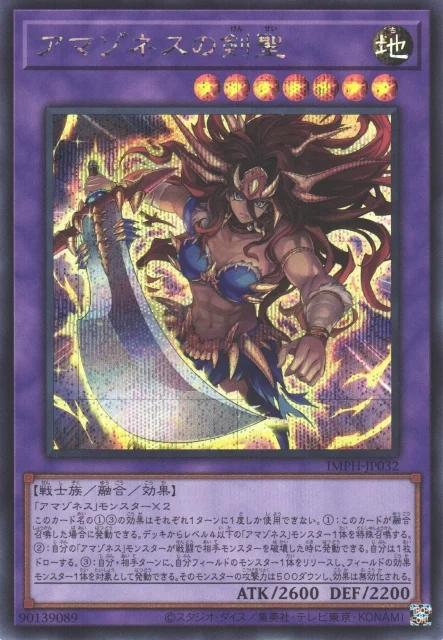 アマゾネスの剣聖
地
IMPH-JP032
【戦士族／融合／効果】
「アマゾネス」モンスター×2
このカード名の①③の効果はそれぞれ1ターンに1度しか使用できない。①：このカードが融合
召喚した場合に発動できる。デッキからレベル4以下の「アマゾネス」モンスター1体を特殊召喚する。
②：自分の「アマゾネス」モンスターが戦闘で相手モンスターを破壊した時に発動できる。自分は1枚
ドローする。③：自分・相手ターンに、自分フィールドのモンスター1体をリリースし、フィールドの効果
モンスター1体を対象として発動できる。そのモンスターの攻撃力は500ダウンし、効果は無効化される。
ATK/2600 DEF/2200
90139089
©スタジオ・ダイス／集英社・テレビ東京・KONAMI